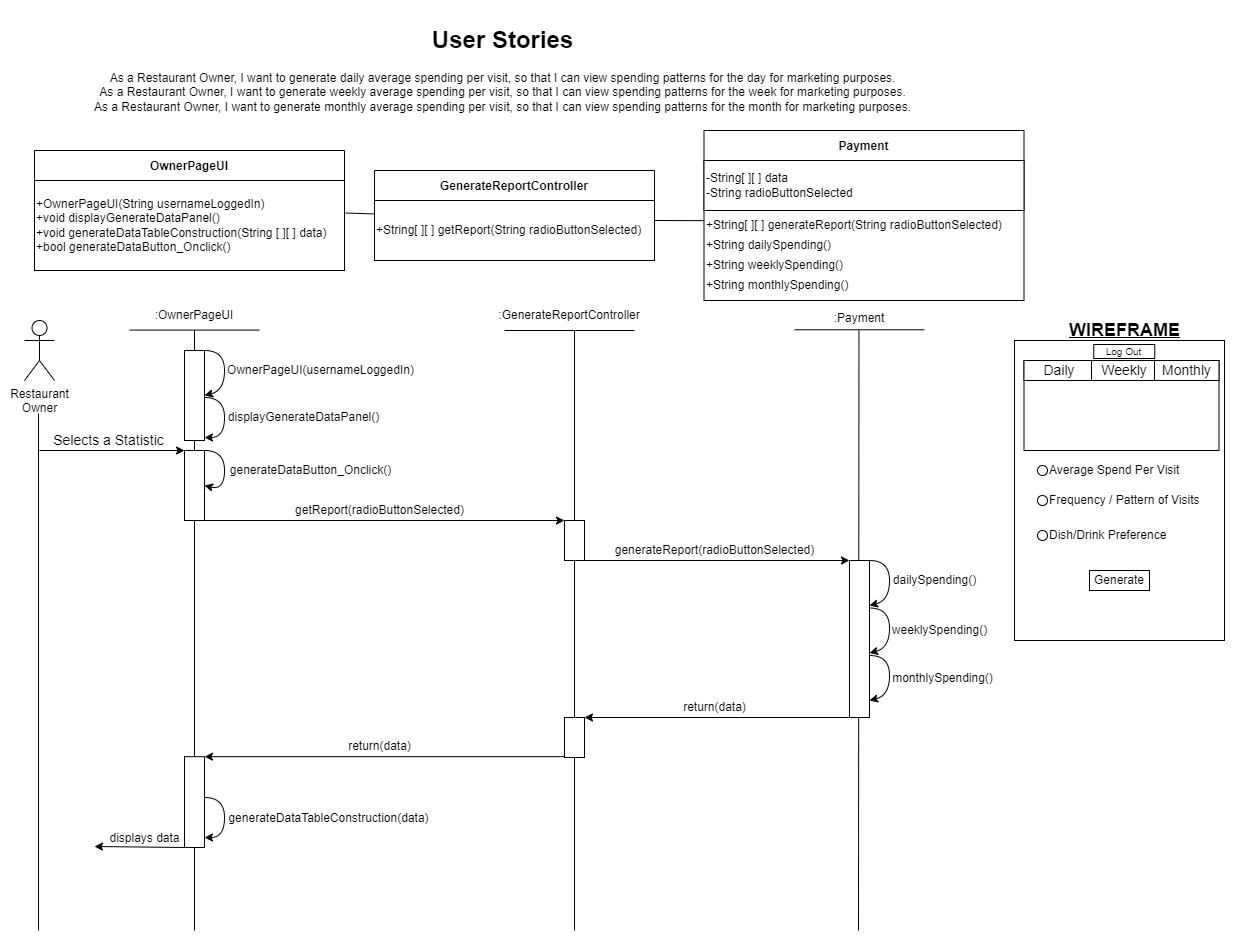 User Stories
As a Restaurant Owner, I want to generate daily average spending per visit, so that I can view spending patterns for the day for marketing purposes.
As a Restaurant Owner, I want to generate weekly average spending per visit, so that I can view spending patterns for the week for marketing purposes.
As a Restaurant Owner, I want to generate monthly average spending per visit, so that I can view spending patterns for the month for marketing purposes.
OwnerPageUI
+OwnerPageUI(String usernameLoggedIn)
+void displayGenerateDataPanel()
+void generateDataTableConstruction(String [ ][ ] data)
+bool generateDataButton_Onclick()
GenerateReportController
+String[ ][ ] getReport(String radioButtonSelected)
Payment
-String[ ][ ] data
-String radioButtonSelected
+String[ ][ ] generateReport(String radioButtonSelected)
+String dailySpending()
+String weeklySpending()
+String monthlySpending()
:OwnerPageUI
:GenerateReportController
:Payment
Restaurant
Owner
OwnerPageUI(usernameLoggedIn)
displayGenerateDataPanel()
Selects a Statistic
generateDataButton_Onclick()
getReport(radioButtonSelected)
generateReport(radioButtonSelected)
dailySpending()
weeklySpending()
monthlySpending()
return(data)
return(data)
generateDataTableConstruction(data)
displays data
WIREFRAME
Log Out
Daily
Weekly
Monthly
Average Spend Per Visit
Frequency / Pattern of Visits
Dish/Drink Preference
Generate